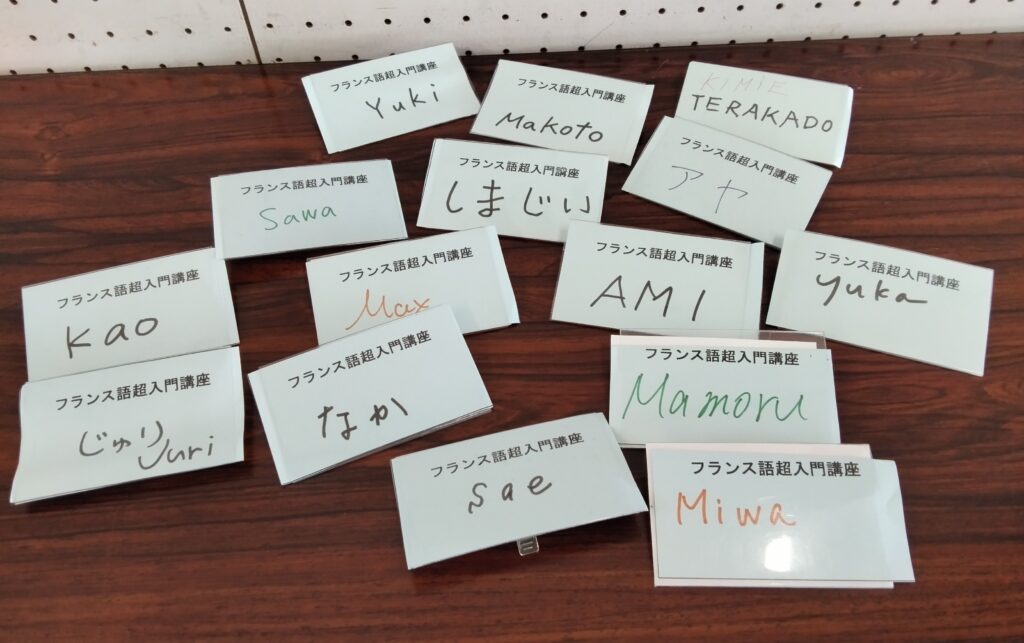 フランス語超入門講座
Yuki
フランス語超入門講座
Makoto
KIMIE
TERAKADO
フランス語超入門講座
Sawa
フランス語超入門講座
しまじぃ
フランス語超入門講座
アヤ
フランス語超入門講座
Kao
フランス語超入門講座
Max
フランス語超入門講座
AMI
フランス語超入門講座
yuka
フランス語超入門講座
じゅり Juri
フランス語超入門講座
なか
フランス語超入門講座
Mamoru
フランス語超入門講座
Sae
フランス語超入門講座
Miwa